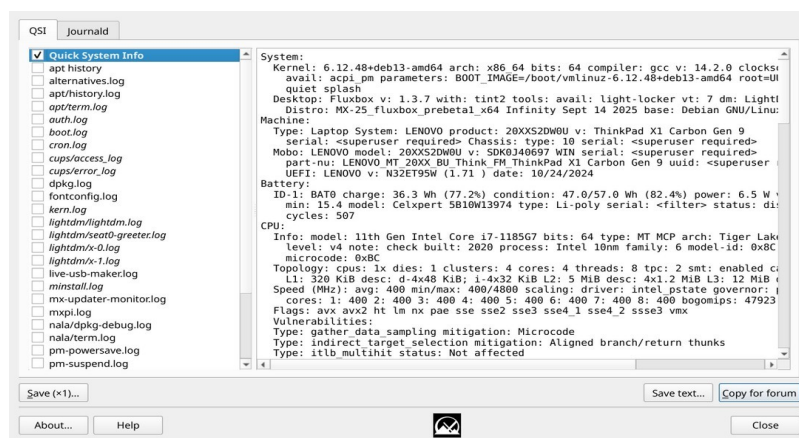 QSI
Journald
Quick System Info
apt history
alternatives.log
apt/history.log
apt/term.log
auth.log
boot.log
cron.log
cups/access_log
cups/error_log
dpkg.log
fontconfig.log
kern.log
lightdm/lightdm.log
lightdm/seat0-greeter.log
lightdm/x-0.log
lightdm/x-1.log
live-usb-maker.log
minstall.log
mx-updater-monitor.log
mxpi.log
nala/dpkg-debug.log
nala/term.log
pm-powersave.log
pm-suspend.log
System:
Kernel: 6.12.48+deb13-amd64 arch: x86_64 bits: 64 compiler: gcc v: 14.2.0 clockso
avail: acpi_pm parameters: BOOT_IMAGE=/boot/vmlinuz-6.12.48+deb13-amd64 root=UU
quiet splash
Desktop: Fluxbox v: 1.3.7 with: tint2 tools: avail: light-locker vt: 7 dm: Light
Distro: MX-25_fluxbox_prebeta1_x64 Infinity Sept 14 2025 base: Debian GNU/Linu
Machine:
Type: Laptop System: LENOVO product: 20XXS2DW0U v: ThinkPad X1 Carbon Gen 9
serial: <superuser required> Chassis: type: 10 serial: <superuser required>
Mobo: LENOVO model: 20XXS2DW0U v: SDK0J40697 WIN serial: <superuser required>
part-nu: LENOVO_MT_20XX_BU_Think_FM_ThinkPad X1 Carbon Gen 9 uuid: <superuser
UEFI: LENOVO v: N32ET95W (1.71 ) date: 10/24/2024
Battery:
ID-1: BAT0 charge: 36.3 Wh (77.2%) condition: 47.0/57.0 Wh (82.4%) power: 6.5 W
min: 15.4 model: Celxpert 5B10W13974 type: Li-poly serial: <filter> status: dis
cycles: 507
CPU:
Info: model: 11th Gen Intel Core i7-1185G7 bits: 64 type: MT MCP arch: Tiger Lak
level: v4 note: check built: 2020 process: Intel 10nm family: 6 model-id: 0x8C
microcode: 0xBC
Topology: cpus: 1x dies: 1 clusters: 4 cores: 4 threads: 8 tpc: 2 smt: enabled ca
L1: 320 KiB desc: d-4x48 KiB; i-4x32 KiB L2: 5 MiB desc: 4x1.2 MiB L3: 12 MiB
Speed (MHz): avg: 400 min/max: 400/4800 scaling: driver: intel_pstate governor:
cores: 1: 400 2: 400 3: 400 4: 400 5: 400 6: 400 7: 400 8: 400 bogomips: 47923
Flags: avx avx2 ht lm nx pae sse sse2 sse3 sse4_1 sse4_2 ssse3 vmx
Vulnerabilities:
Type: gather_data_sampling mitigation: Microcode
Type: indirect_target_selection mitigation: Aligned branch/return thunks
Type: itlb_multihit status: Not affected
Save (×1)...
Save text...
Copy for forum
About...
Help
Close